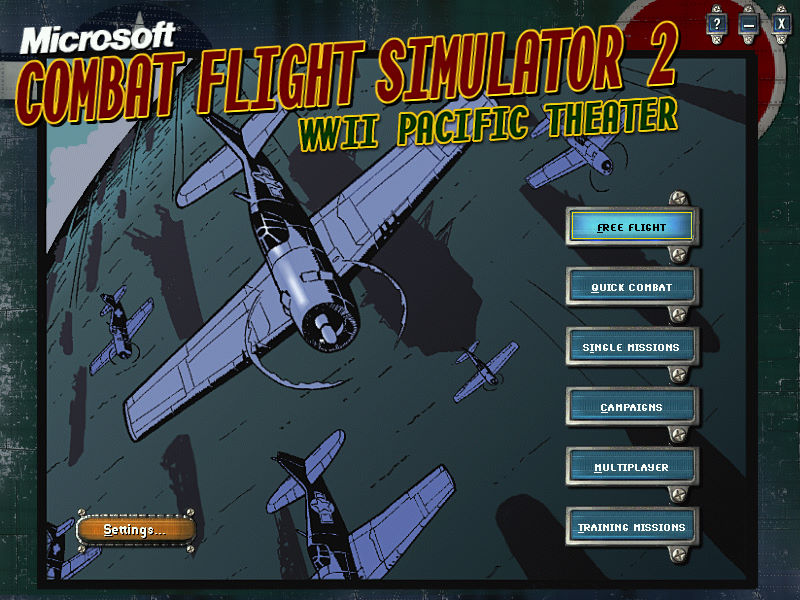 Microsoft
COMBAT FLIGHT SIMULATOR 2
WWII PACIFIC THEATER
? — X
FREE FLIGHT
QUICK COMBAT
SINGLE MISSIONS
CAMPAIGNS
MULTIPLAYER
TRAINING MISSIONS
Settings...